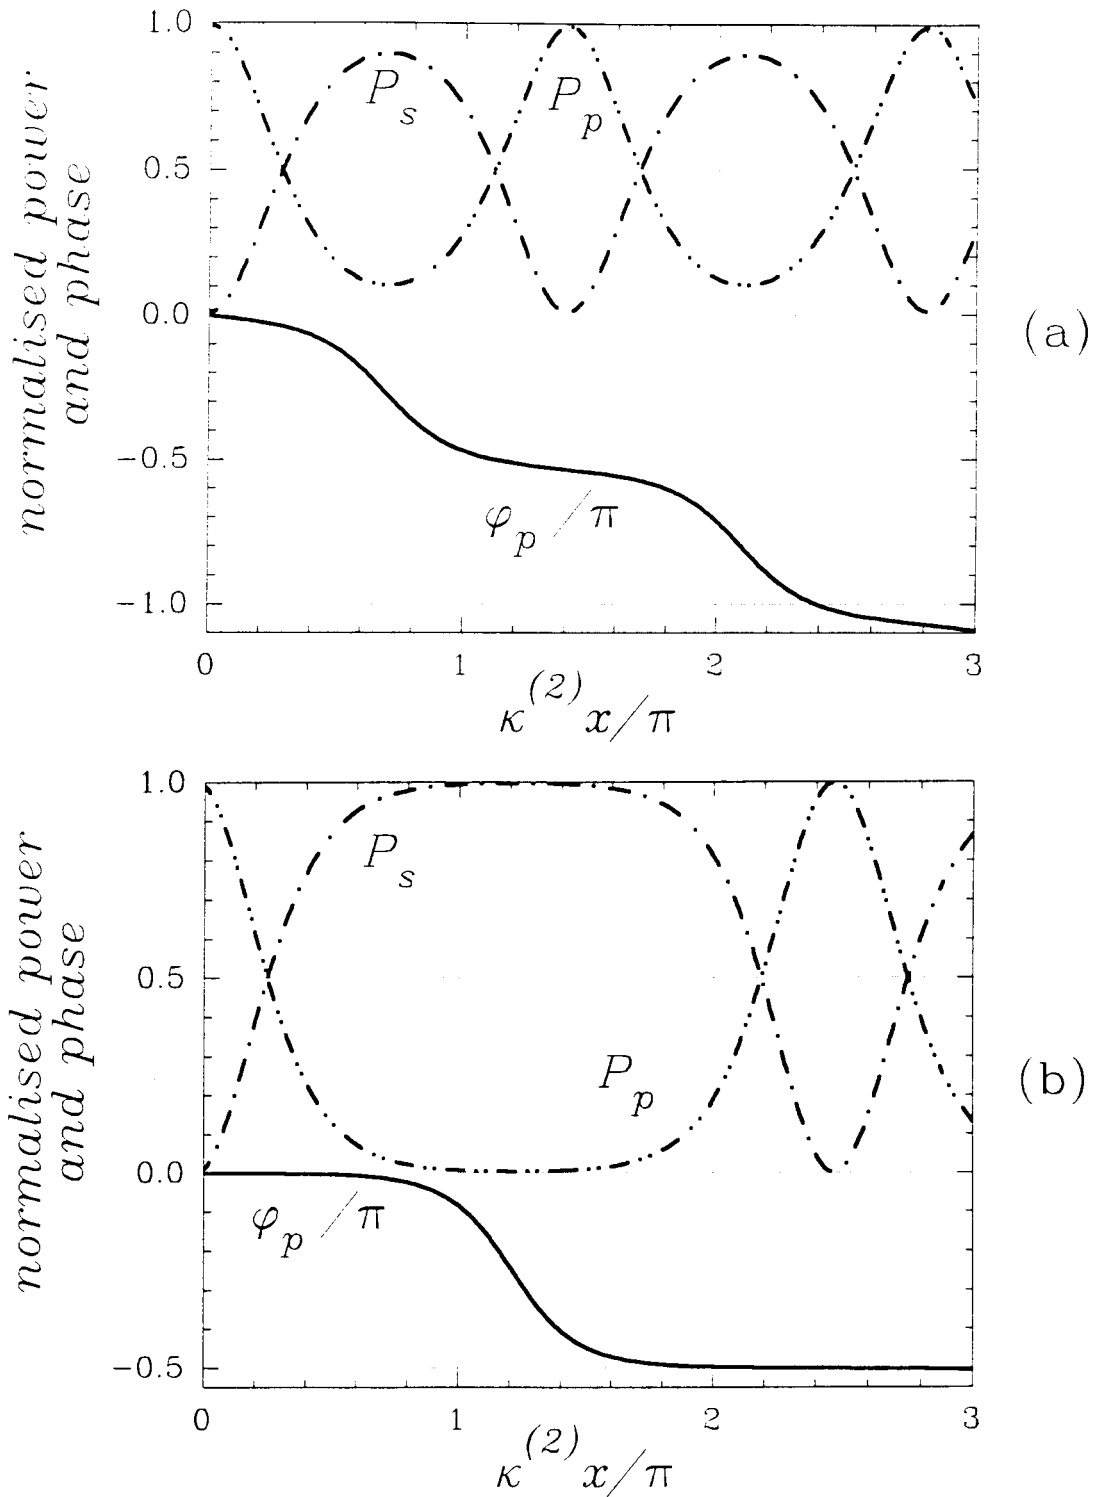 normalised power
and phase
1.0
0.5
0.0
−0.5
−1.0
P_s
P_p
φ_p/π
(a)
0
1
2
3
κ^(2) x/π
normalised power
and phase
1.0
0.5
0.0
−0.5
P_s
P_p
φ_p/π
(b)
0
1
2
3
κ^(2) x/π